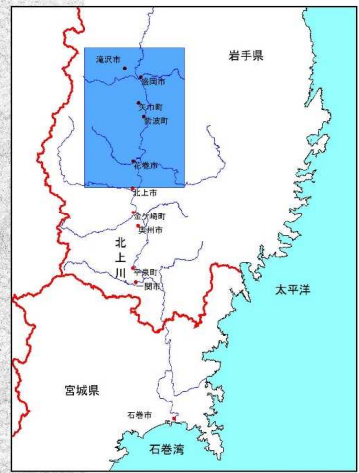 岩手県
滝沢市
盛岡市
矢巾町
紫波町
花巻市
北上市
金ケ崎町
奥州市
北上川
平泉町
一関市
太平洋
宮城県
石巻市
石巻湾